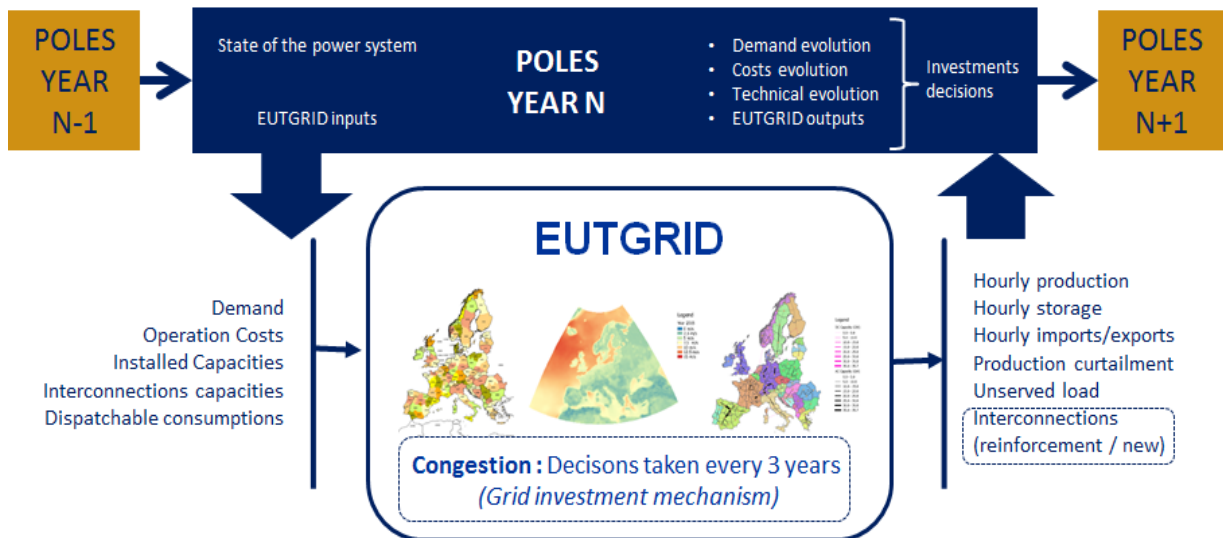 POLES
YEAR
N-1
State of the power system
EUTGRID inputs
POLES
YEAR N
• Demand evolution
• Costs evolution
• Technical evolution
• EUTGRID outputs
Investments
decisions
POLES
YEAR
N+1
Demand
Operation Costs
Installed Capacities
Interconnections capacities
Dispatchable consumptions
EUTGRID
Legend
Legend
Congestion : Decisons taken every 3 years
(Grid investment mechanism)
Hourly production
Hourly storage
Hourly imports/exports
Production curtailment
Unserved load
Interconnections
(reinforcement / new)